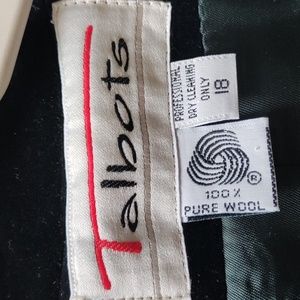 Talbots
PROFESSIONAL
DRY CLEANING
ONLY
18
®
100%
PURE WOOL